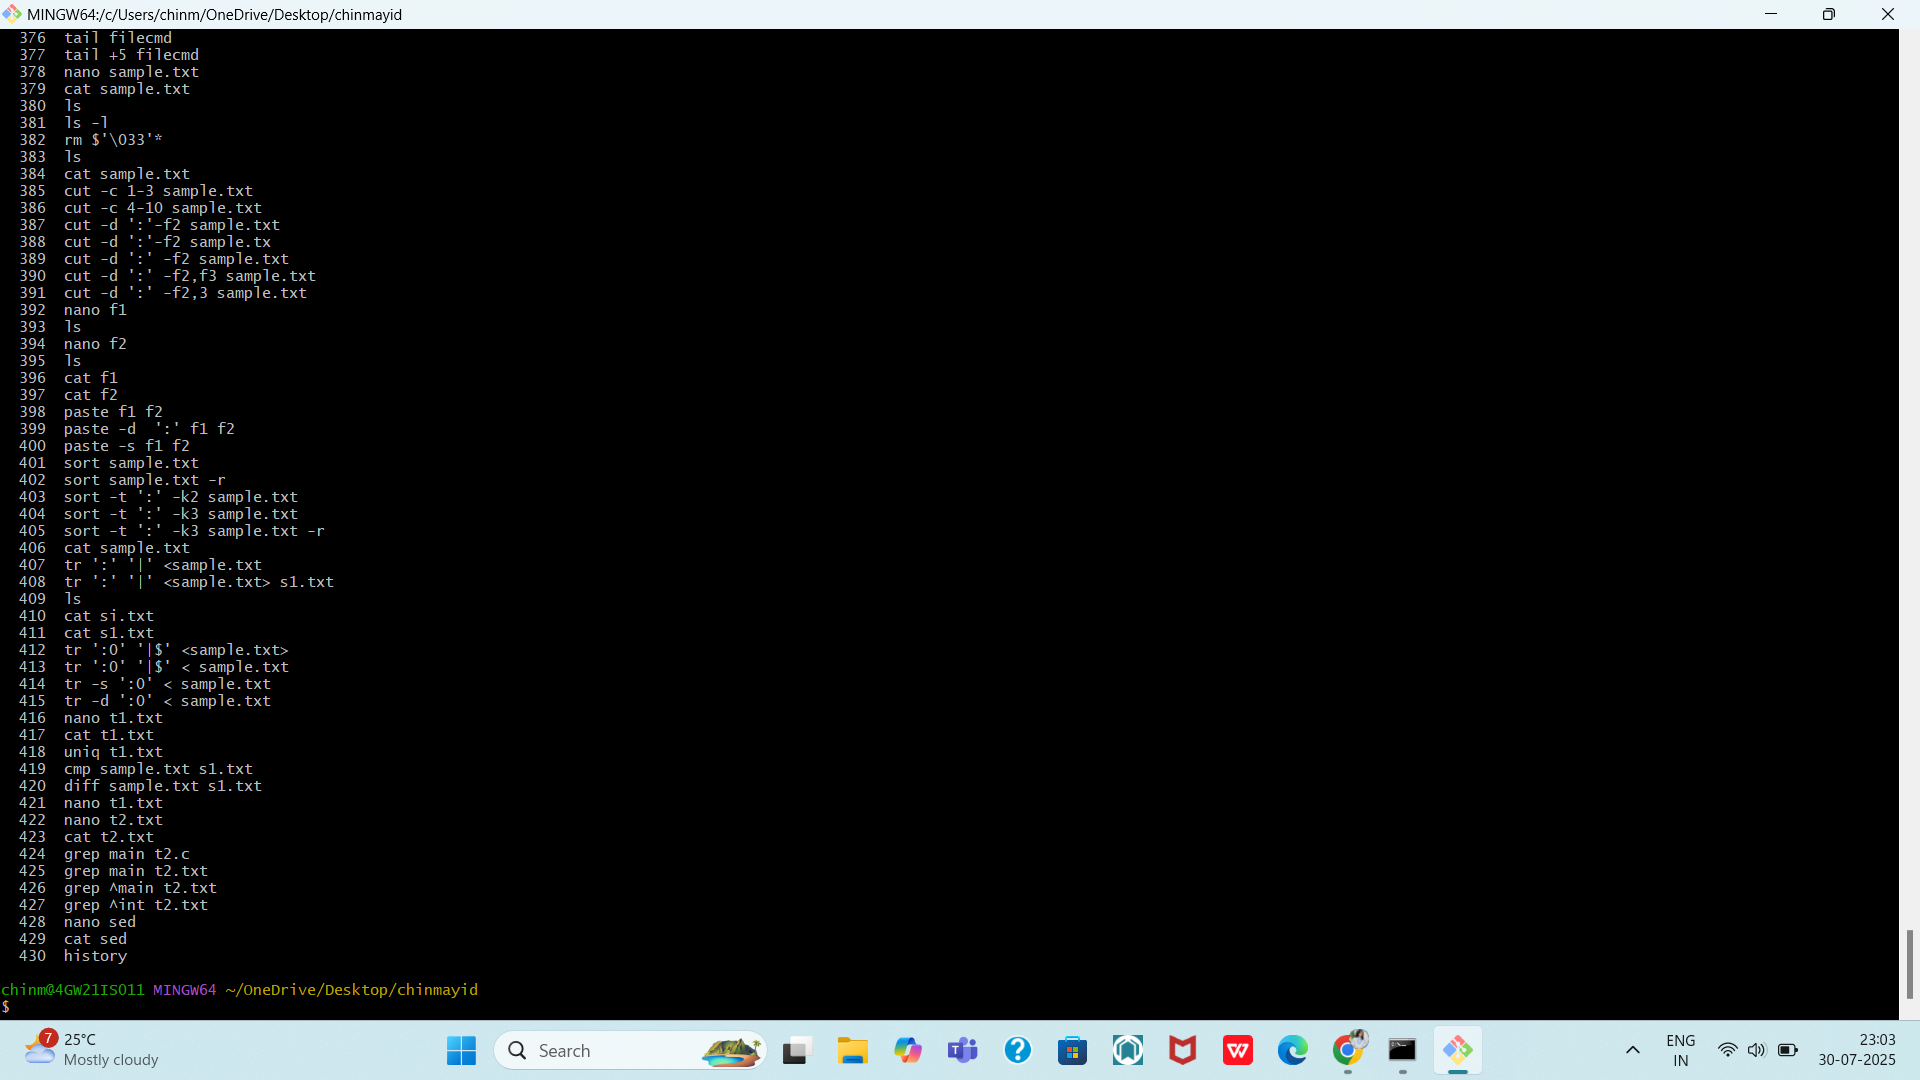 MINGW64:/c/Users/chinm/OneDrive/Desktop/chinmayid
376 tail filecmd
377 tail +5 filecmd
378 nano sample.txt
379 cat sample.txt
380 ls
381 ls -l
382 rm $'\033'*
383 ls
384 cat sample.txt
385 cut -c 1-3 sample.txt
386 cut -c 4-10 sample.txt
387 cut -d ':'-f2 sample.txt
388 cut -d ':'-f2 sample.tx
389 cut -d ':' -f2 sample.txt
390 cut -d ':' -f2,f3 sample.txt
391 cut -d ':' -f2,3 sample.txt
392 nano f1
393 ls
394 nano f2
395 ls
396 cat f1
397 cat f2
398 paste f1 f2
399 paste -d  ':' f1 f2
400 paste -s f1 f2
401 sort sample.txt
402 sort sample.txt -r
403 sort -t ':' -k2 sample.txt
404 sort -t ':' -k3 sample.txt
405 sort -t ':' -k3 sample.txt -r
406 cat sample.txt
407 tr ':' '|' <sample.txt
408 tr ':' '|' <sample.txt> s1.txt
409 ls
410 cat si.txt
411 cat s1.txt
412 tr ':0' '|$' <sample.txt>
413 tr ':0' '|$' < sample.txt
414 tr -s ':0' < sample.txt
415 tr -d ':0' < sample.txt
416 nano t1.txt
417 cat t1.txt
418 uniq t1.txt
419 cmp sample.txt s1.txt
420 diff sample.txt s1.txt
421 nano t1.txt
422 nano t2.txt
423 cat t2.txt
424 grep main t2.c
425 grep main t2.txt
426 grep ^main t2.txt
427 grep ^int t2.txt
428 nano sed
429 cat sed
430 history
chinm@4GW21IS011 MINGW64 ~/OneDrive/Desktop/chinmayid
$
7
25°C
Mostly cloudy
Search
ENG
IN
23:03
30-07-2025